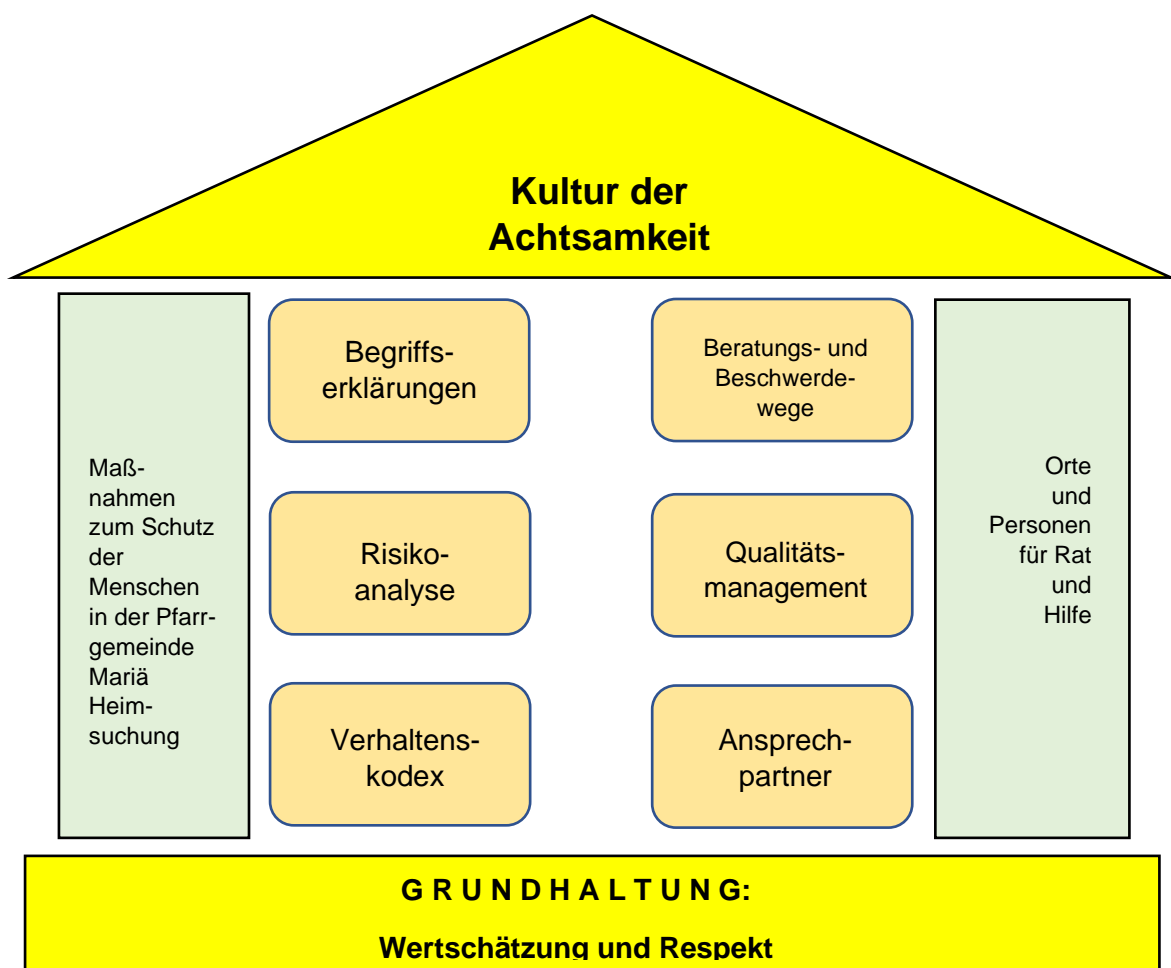 Kultur der
Achtsamkeit
Maß-
nahmen
zum Schutz
der
Menschen
in der Pfarr-
gemeinde
Mariä
Heim-
suchung
Begriffs-
erklärungen
Risiko-
analyse
Verhaltens-
kodex
Beratungs- und
Beschwerde-
wege
Qualitäts-
management
Ansprech-
partner
Orte
und
Personen
für Rat
und
Hilfe
G R U N D H A L T U N G:
Wertschätzung und Respekt